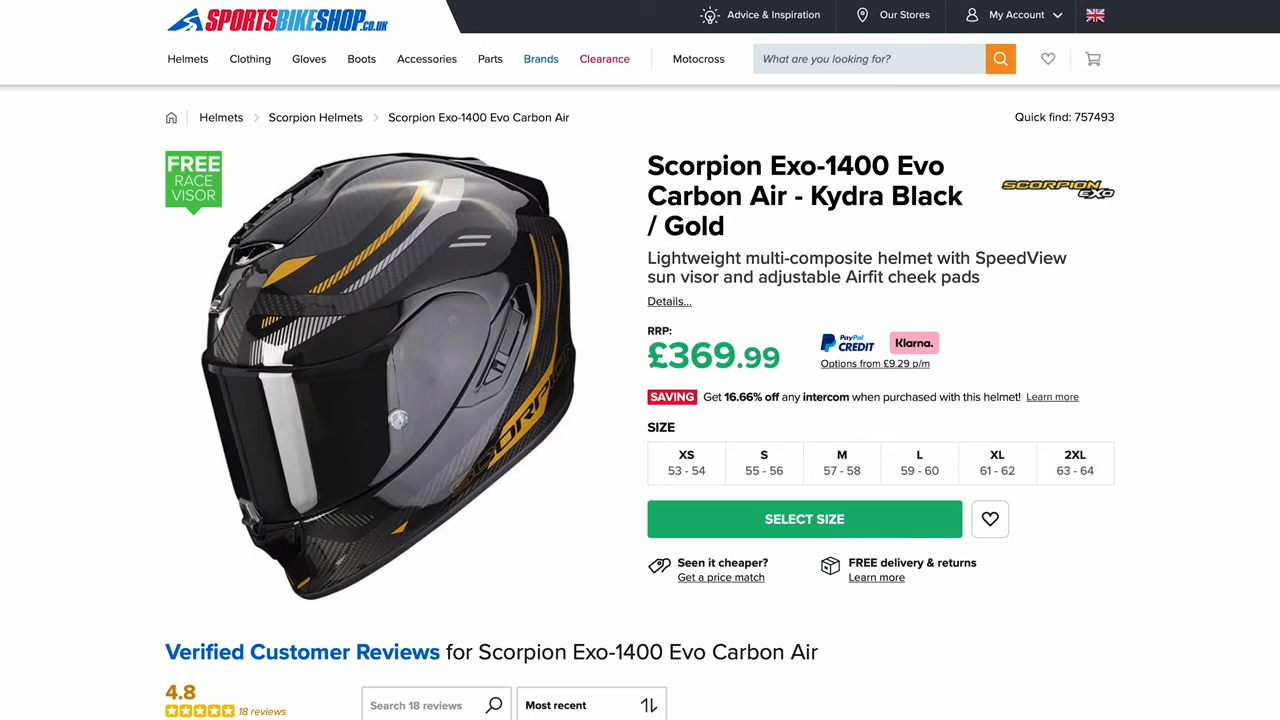 SPORTSBIKESHOP.CO.UK
Advice & Inspiration
Our Stores
My Account
Helmets
Clothing
Gloves
Boots
Accessories
Parts
Brands
Clearance
Motocross
What are you looking for?
Helmets
Scorpion Helmets
Scorpion Exo-1400 Evo Carbon Air
Quick find: 757493
FREE
RACE
VISOR
SCORPION
Scorpion Exo-1400 Evo
Carbon Air - Kydra Black
/ Gold
SCORPION
EXO
Lightweight multi-composite helmet with SpeedView
sun visor and adjustable Airfit cheek pads
Details...
RRP:
£369.99
PayPal
CREDIT
Klarna.
Options from £9.29 p/m
SAVING Get 16.66% off any intercom when purchased with this helmet! Learn more
SIZE
XS
53 - 54
S
55 - 56
M
57 - 58
L
59 - 60
XL
61 - 62
2XL
63 - 64
SELECT SIZE
Seen it cheaper?
Get a price match
FREE delivery & returns
Learn more
Verified Customer Reviews for Scorpion Exo-1400 Evo Carbon Air
4.8
18 reviews
Search 18 reviews
Most recent